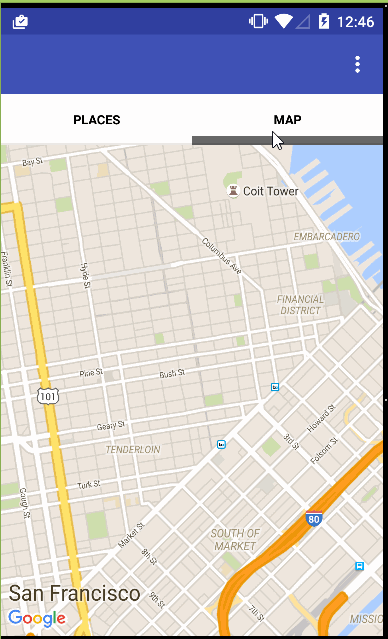 12:46
PLACES
MAP
Bay St
Coit Tower
EMBARCADERO
Columbus Ave
Franklin St
Hyde St
FINANCIAL
DISTRICT
Pine St
Bush St
101
Geary St
Howard St
3rd St
Folsom St
TENDERLOIN
Turk St
Gough St
80
Market St
SOUTH OF
MARKET
8th St
San Francisco
9th St
7th St
Google
MISSIO